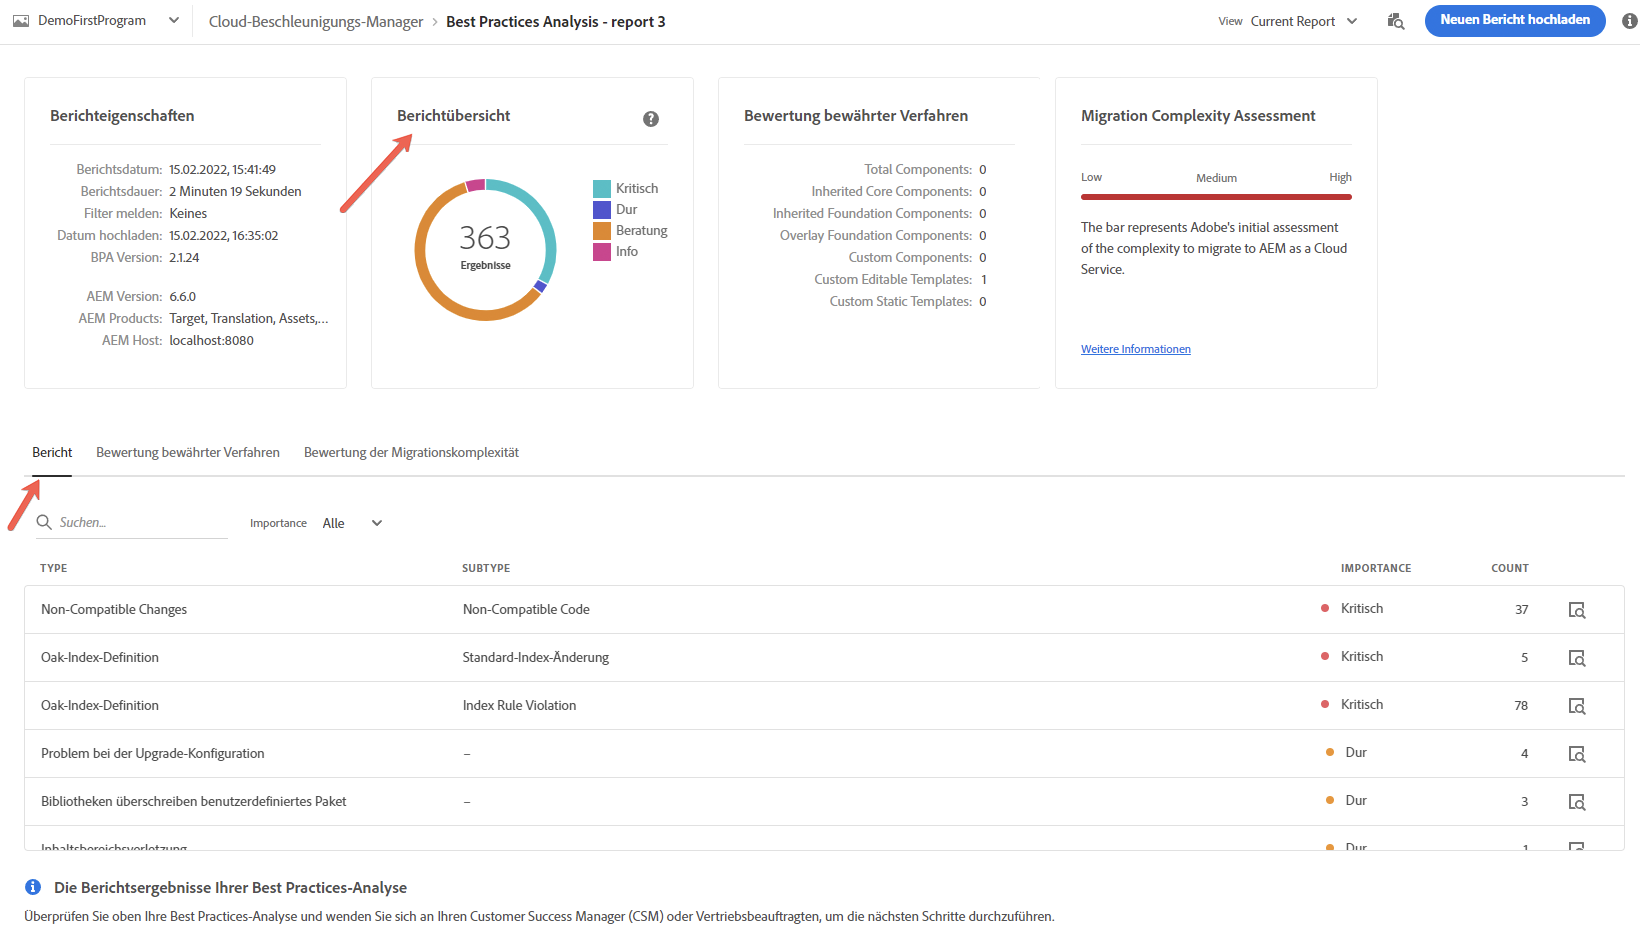 DemoFirstProgram
Cloud-Beschleunigungs-Manager › Best Practices Analysis - report 3
View Current Report
Neuen Bericht hochladen
Berichteigenschaften
Berichtsdatum: 15.02.2022, 15:41:49
Berichtsdauer: 2 Minuten 19 Sekunden
Filter melden: Keines
Datum hochladen: 15.02.2022, 16:35:02
BPA Version: 2.1.24
AEM Version: 6.6.0
AEM Products: Target, Translation, Assets,...
AEM Host: localhost:8080
Berichtübersicht
?
363
Ergebnisse
Kritisch
Dur
Beratung
Info
Bewertung bewährter Verfahren
Total Components: 0
Inherited Core Components: 0
Inherited Foundation Components: 0
Overlay Foundation Components: 0
Custom Components: 0
Custom Editable Templates: 1
Custom Static Templates: 0
Migration Complexity Assessment
Low Medium High
The bar represents Adobe's initial assessment
of the complexity to migrate to AEM as a Cloud
Service.
Weitere Informationen
Bericht Bewertung bewährter Verfahren Bewertung der Migrationskomplexität
Suchen... Importance Alle
TYPE SUBTYPE IMPORTANCE COUNT
Non-Compatible Changes Non-Compatible Code Kritisch 37
Oak-Index-Definition Standard-Index-Änderung Kritisch 5
Oak-Index-Definition Index Rule Violation Kritisch 78
Problem bei der Upgrade-Konfiguration – Dur 4
Bibliotheken überschreiben benutzerdefiniertes Paket – Dur 3
Inhaltsbereichsverletzung Dur 1
Die Berichtsergebnisse Ihrer Best Practices-Analyse
Überprüfen Sie oben Ihre Best Practices-Analyse und wenden Sie sich an Ihren Customer Success Manager (CSM) oder Vertriebsbeauftragten, um die nächsten Schritte durchzuführen.